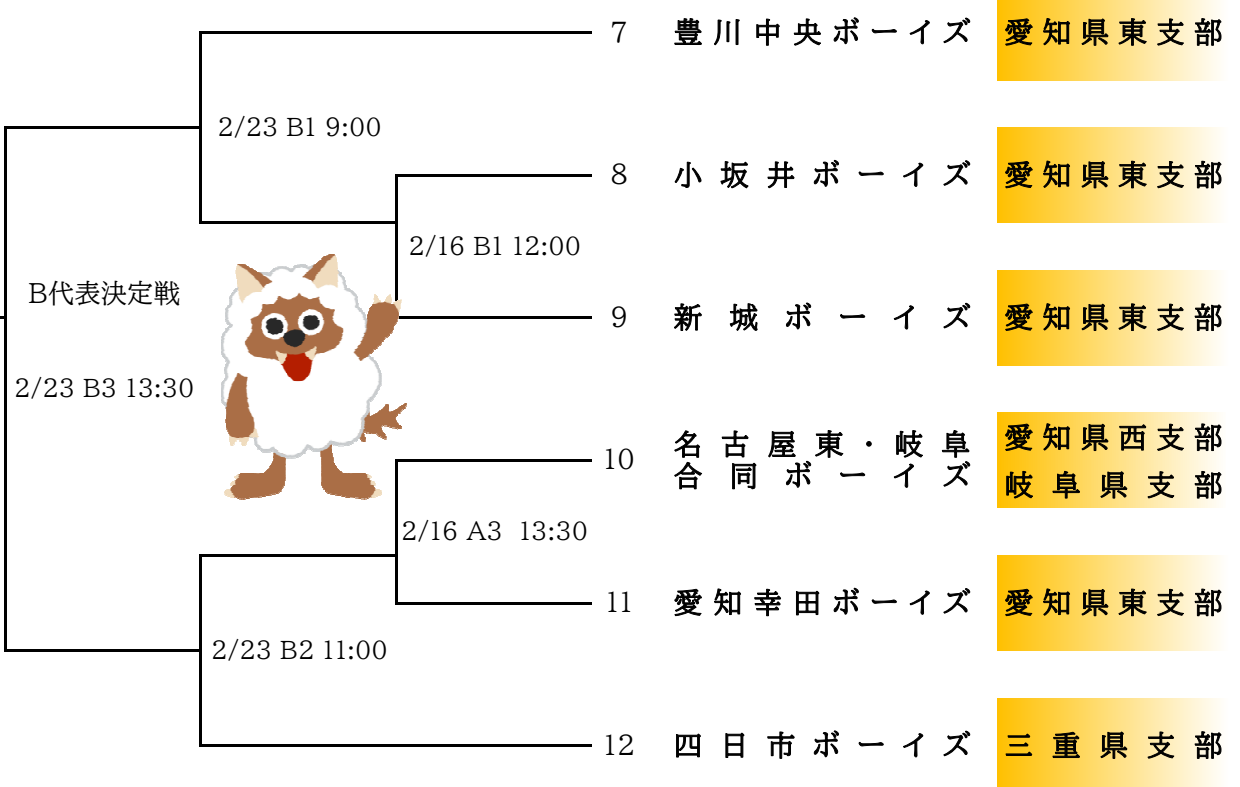 7 豊川中央ボーイズ 愛知県東支部
2/23 B1 9:00
8 小坂井ボーイズ 愛知県東支部
2/16 B1 12:00
B代表決定戦
9 新城ボーイズ 愛知県東支部
2/23 B3 13:30
10 名古屋東・岐阜 愛知県西支部
合同ボーイズ 岐阜県支部
2/16 A3 13:30
11 愛知幸田ボーイズ 愛知県東支部
2/23 B2 11:00
12 四日市ボーイズ 三重県支部